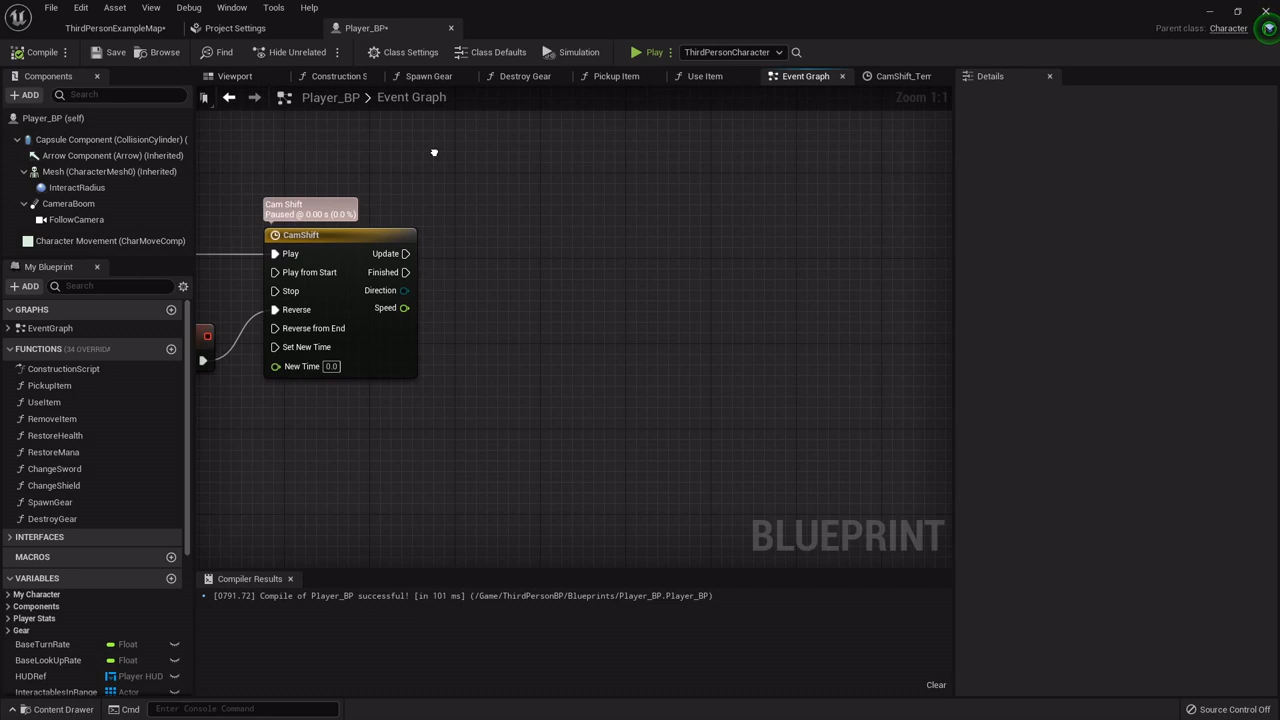 File Edit Asset View Debug Window Tools Help
ThirdPersonExampleMap* Project Settings Player_BP* Parent class: Character
Compile Save Browse Find Hide Unrelated Class Settings Class Defaults Simulation Play ThirdPersonCharacter
Components Viewport Construction S Spawn Gear Destroy Gear Pickup Item Use Item Event Graph CamShift_Tem Details
+ ADD Search Player_BP > Event Graph Zoom 1:1
Player_BP (self)
Capsule Component (CollisionCylinder) (
Arrow Component (Arrow) (Inherited)
Mesh (CharacterMesh0) (Inherited)
InteractRadius
CameraBoom
FollowCamera
Character Movement (CharMoveComp)
My Blueprint
+ ADD Search
GRAPHS
EventGraph
FUNCTIONS (34 OVERRIDA
ConstructionScript
PickupItem
UseItem
RemoveItem
RestoreHealth
RestoreMana
ChangeSword
ChangeShield
SpawnGear
DestroyGear
INTERFACES
MACROS
VARIABLES
My Character
Components
Player Stats
Gear
BaseTurnRate Float
BaseLookUpRate Float
HUDRef Player HUD
InteractablesInRange Actor
Cam Shift
Paused @ 0.00 s (0.0 %)
CamShift
Play Update
Play from Start Finished
Stop Direction
Reverse Speed
Reverse from End
Set New Time
New Time 0.0
BLUEPRINT
Compiler Results
[0791.72] Compile of Player_BP successful! [in 101 ms] (/Game/ThirdPersonBP/Blueprints/Player_BP.Player_BP)
Clear
Content Drawer Cmd Enter Console Command Source Control Off